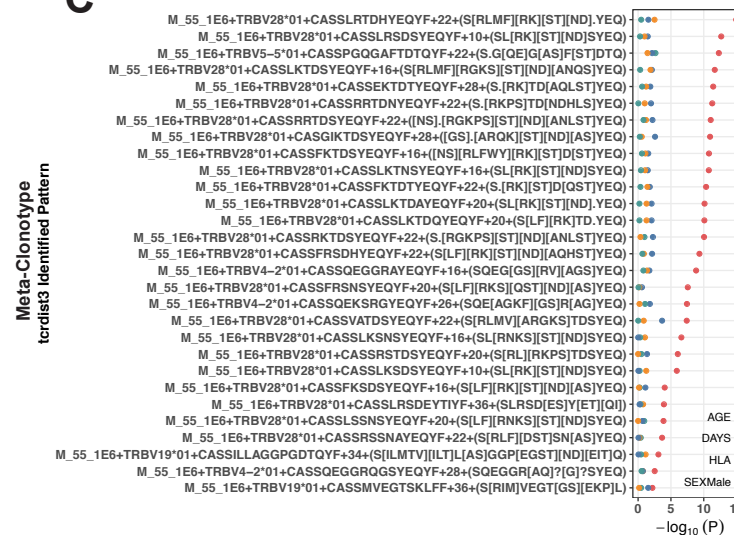 C
M_55_1E6+TRBV28*01+CASSLRTDHYEQYF+22+(S[RLMF][RK][ST][ND].YEQ)
M_55_1E6+TRBV28*01+CASSLRSDSYEQYF+10+(SL[RK][ST][ND]SYEQ)
M_55_1E6+TRBV5−5*01+CASSPGQGAFTDTQYF+22+(S.G[QE]G[AS]F[ST]DTQ)
M_55_1E6+TRBV28*01+CASSLKTDSYEQYF+16+(S[RLMF][RGKS][ST][ND][ANQS]YEQ)
M_55_1E6+TRBV28*01+CASSEKTDTYEQYF+28+(S.[RK]TD[AQLST]YEQ)
M_55_1E6+TRBV28*01+CASSRRTDNYEQYF+22+(S.[RKPS]TD[NDHLS]YEQ)
M_55_1E6+TRBV28*01+CASSRRTDSYEQYF+22+([NS].[RGKPS][ST][ND][ANLST]YEQ)
M_55_1E6+TRBV28*01+CASGIKTDSYEQYF+28+([GS].[ARQK][ST][ND][AS]YEQ)
M_55_1E6+TRBV28*01+CASSFKTDSYEQYF+16+([NS][RLFWY][RK][ST]D[ST]YEQ)
M_55_1E6+TRBV28*01+CASSLKTNSYEQYF+16+(SL[RK][ST][ND]SYEQ)
M_55_1E6+TRBV28*01+CASSFKTDTYEQYF+22+(S.[RK][ST]D[QST]YEQ)
M_55_1E6+TRBV28*01+CASSLKTDAYEQYF+20+(SL[RK][ST][ND].YEQ)
M_55_1E6+TRBV28*01+CASSLKTDQYEQYF+20+(S[LF][RK]TD.YEQ)
M_55_1E6+TRBV28*01+CASSRKTDSYEQYF+22+(S.[RGKPS][ST][ND][ANLST]YEQ)
M_55_1E6+TRBV28*01+CASSFRSDHYEQYF+22+(S[LF][RK][ST][ND][AQHST]YEQ)
M_55_1E6+TRBV4−2*01+CASSQEGGRAYEQYF+16+(SQEG[GS][RV][AGS]YEQ)
M_55_1E6+TRBV28*01+CASSFRSNSYEQYF+20+(S[LF][RKS][QST][ND][AS]YEQ)
M_55_1E6+TRBV4−2*01+CASSQEKSRGYEQYF+26+(SQE[AGKF][GS]R[AG]YEQ)
M_55_1E6+TRBV28*01+CASSVATDSYEQYF+22+(S[RLMV][ARGKS]TDSYEQ)
M_55_1E6+TRBV28*01+CASSLKSNSYEQYF+16+(SL[RNKS][ST][ND]SYEQ)
M_55_1E6+TRBV28*01+CASSRSTDSYEQYF+20+(S[RL][RKPS]TDSYEQ)
M_55_1E6+TRBV28*01+CASSLKSDSYEQYF+10+(SL[RK][ST][ND]SYEQ)
M_55_1E6+TRBV28*01+CASSFKSDSYEQYF+16+(S[LF][RK][ST][ND][AS]YEQ)
M_55_1E6+TRBV28*01+CASSLRSDEYTIYF+36+(SLRSD[ES]Y[ET][QI])
M_55_1E6+TRBV28*01+CASSLSSNSYEQYF+20+(S[LF][RNKS][ST][ND]SYEQ)
M_55_1E6+TRBV28*01+CASSRSSNAYEQYF+22+(S[RLF][DST]SN[AS]YEQ)
M_55_1E6+TRBV19*01+CASSILLAGGPGDTQYF+34+(S[ILMTV][ILT]L[AS]GGP[EGST][ND][EIT]Q)
M_55_1E6+TRBV4−2*01+CASSQEGGRQGSYEQYF+28+(SQEGGR[AQ]?[G]?SYEQ)
M_55_1E6+TRBV19*01+CASSMVEGTSKLFF+36+(S[RIM]VEGT[GS][EKP]L)
Meta−Clonotype
tcrdist3 Identified Pattern
AGE
DAYS
HLA
SEXMale
0 5 10
−log10 (P)